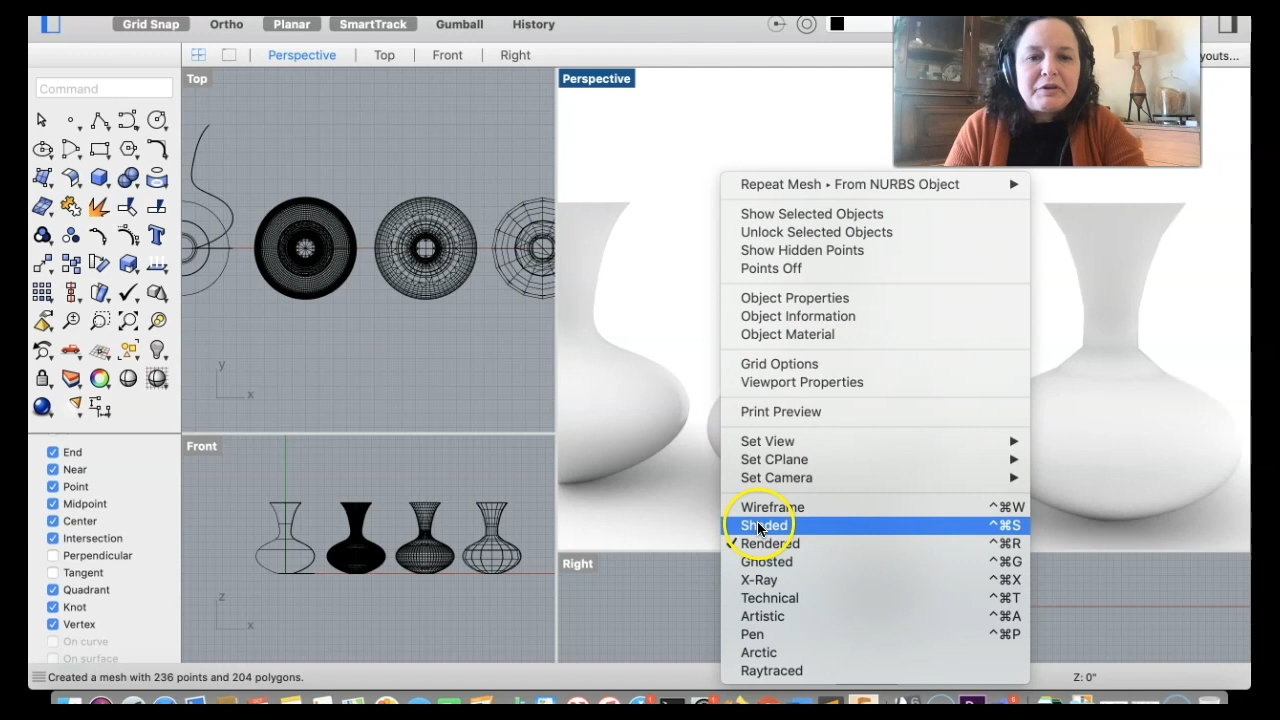 Grid Snap Ortho Planar SmartTrack Gumball History
Perspective Top Front Right youts...
Command
Top
Perspective
Repeat Mesh ▸ From NURBS Object
Show Selected Objects
Unlock Selected Objects
Show Hidden Points
Points Off
Object Properties
Object Information
Object Material
Grid Options
Viewport Properties
Print Preview
Set View
Set CPlane
Set Camera
Wireframe ^⌘W
Shaded ^⌘S
Rendered ^⌘R
Ghosted ^⌘G
X-Ray ^⌘X
Technical ^⌘T
Artistic ^⌘A
Pen ^⌘P
Arctic
Raytraced
y
x
Front
z
x
Right
End
Near
Point
Midpoint
Center
Intersection
Perpendicular
Tangent
Quadrant
Knot
Vertex
On curve
On surface
Created a mesh with 236 points and 204 polygons.
Z: 0"